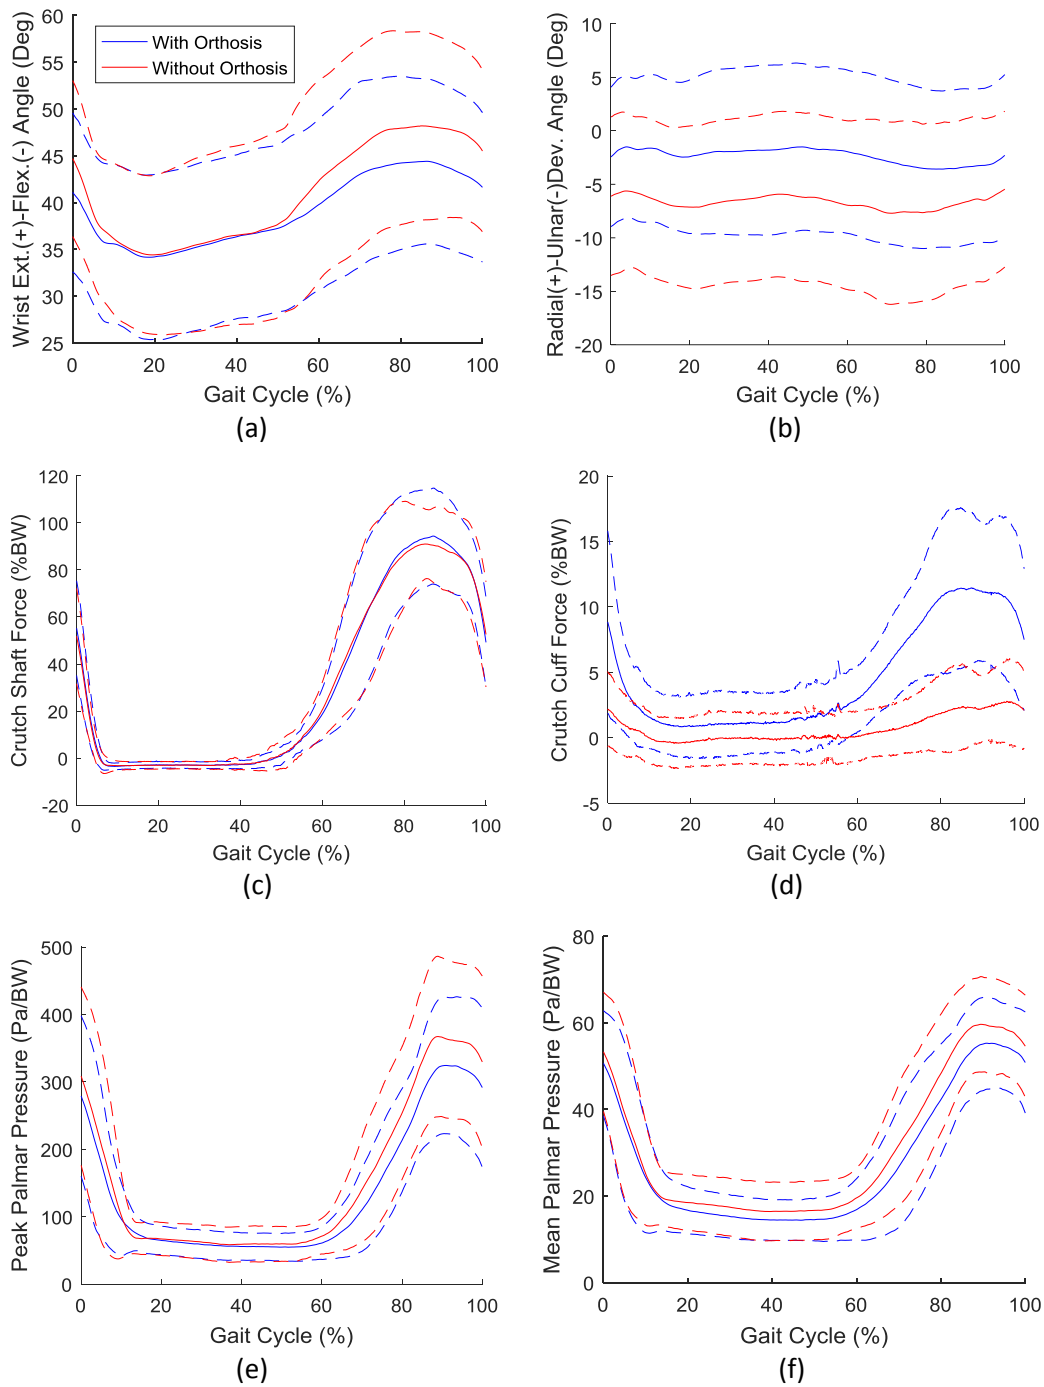 Wrist Ext.(+)-Flex.(-) Angle (Deg)
60
55
50
45
40
35
30
25
With Orthosis
Without Orthosis
0 20 40 60 80 100
Gait Cycle (%)
(a)
Radial(+)-Ulnar(-)Dev. Angle (Deg)
10
5
0
-5
-10
-15
-20
0 20 40 60 80 100
Gait Cycle (%)
(b)
Crutch Shaft Force (%BW)
120
100
80
60
40
20
0
-20
0 20 40 60 80 100
Gait Cycle (%)
(c)
Crutch Cuff Force (%BW)
20
15
10
5
0
-5
0 20 40 60 80 100
Gait Cycle (%)
(d)
Peak Palmar Pressure (Pa/BW)
500
400
300
200
100
0
0 20 40 60 80 100
Gait Cycle (%)
(e)
Mean Palmar Pressure (Pa/BW)
80
60
40
20
0
0 20 40 60 80 100
Gait Cycle (%)
(f)